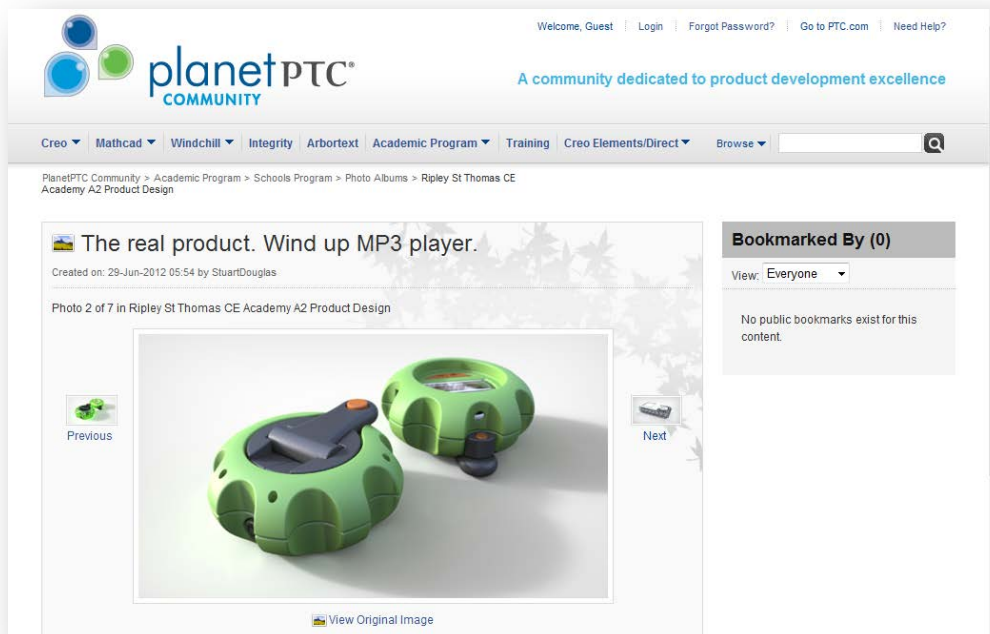 Welcome, Guest Login Forgot Password? Go to PTC.com Need Help?
planet PTC®
COMMUNITY
A community dedicated to product development excellence
Creo Mathcad Windchill Integrity Arbortext Academic Program Training Creo Elements/Direct Browse
PlanetPTC Community > Academic Program > Schools Program > Photo Albums > Ripley St Thomas CE
Academy A2 Product Design
The real product. Wind up MP3 player.
Created on: 29-Jun-2012 05:54 by StuartDouglas
Photo 2 of 7 in Ripley St Thomas CE Academy A2 Product Design
Previous
Next
View Original Image
Bookmarked By (0)
View: Everyone
No public bookmarks exist for this
content.